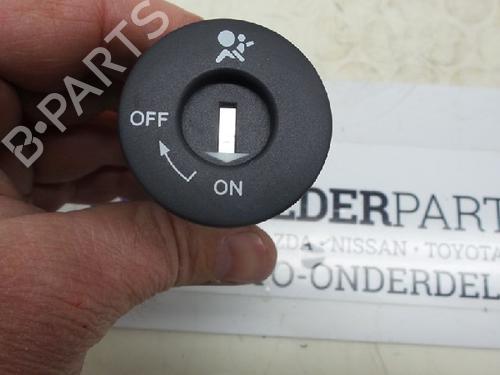 B-PARTS
OFF
ON
EDERPART
ZDA • NISSAN • TOYOTA
O-ONDERDEL